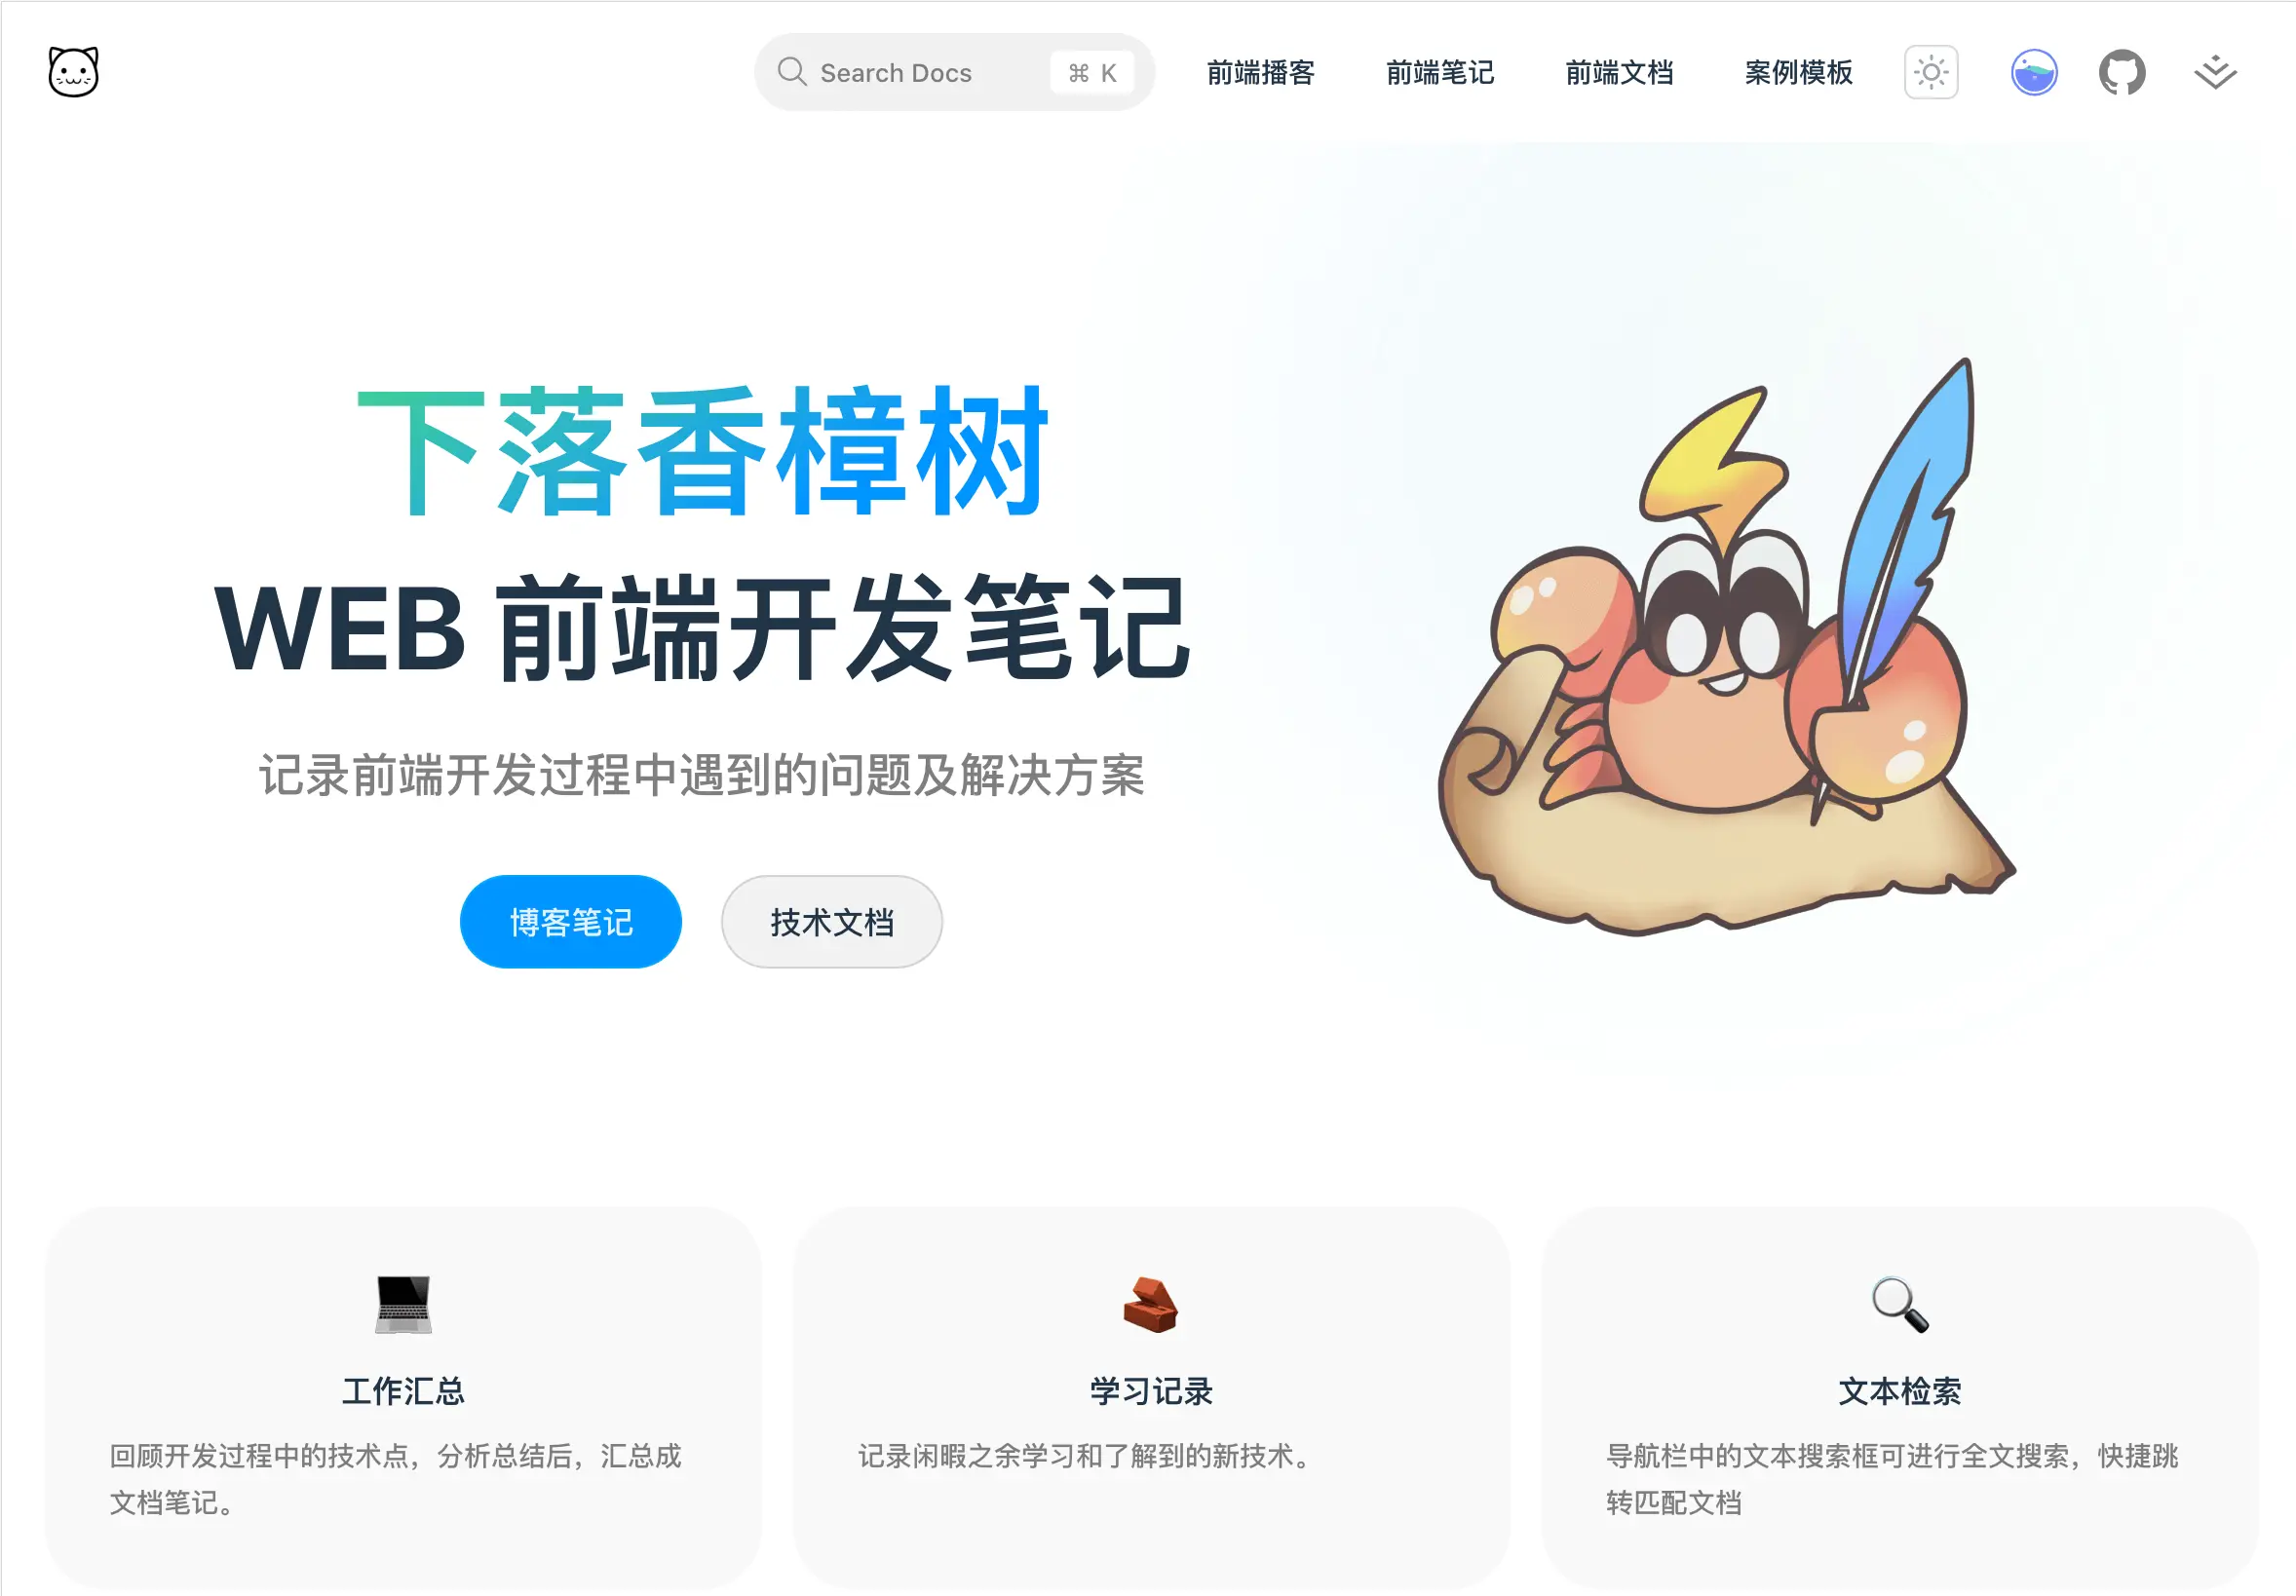 Search Docs ⌘ K 前端播客 前端笔记 前端文档 案例模板
下落香樟树
WEB 前端开发笔记
记录前端开发过程中遇到的问题及解决方案
博客笔记 技术文档
工作汇总
回顾开发过程中的技术点，分析总结后，汇总成
文档笔记。
学习记录
记录闲暇之余学习和了解到的新技术。
文本检索
导航栏中的文本搜索框可进行全文搜索，快捷跳
转匹配文档